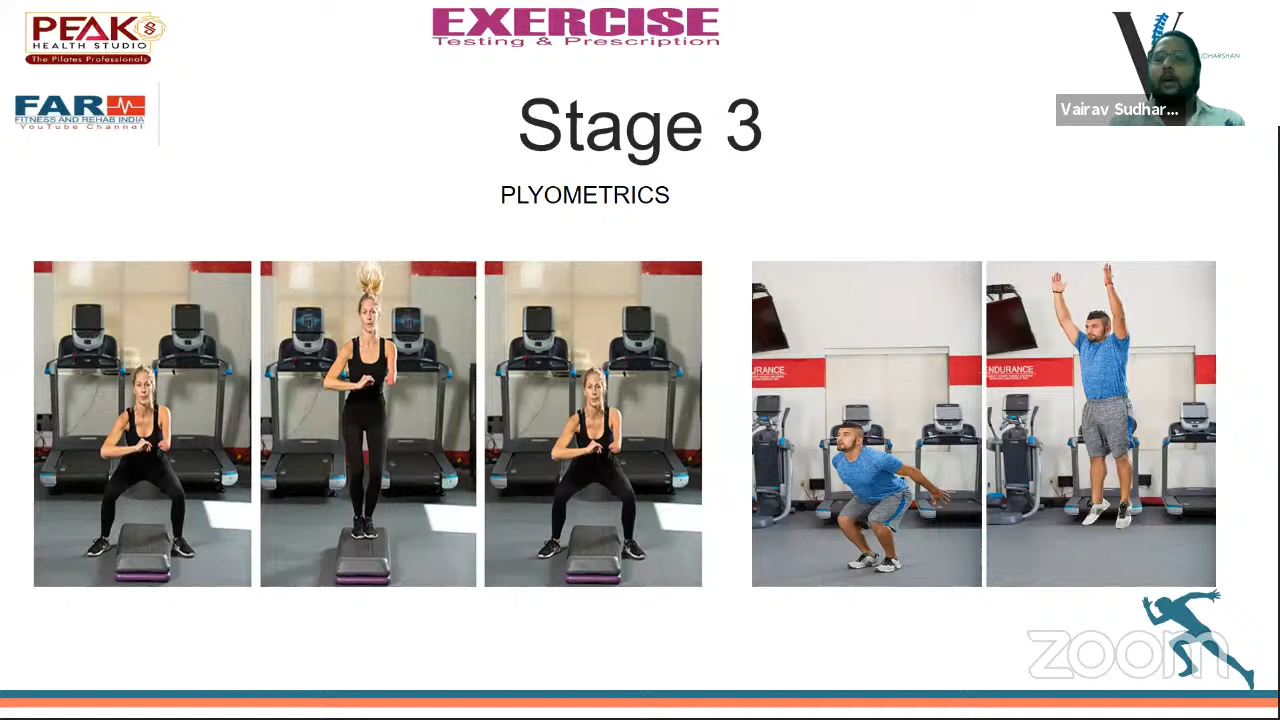 PEAK
HEALTH STUDIO
The Pilates Professionals
EXERCISE
Testing & Prescription
UDHARSHAN
Vairav Sudhar...
FAR
FITNESS AND REHAB INDIA
YouTube Channel
Stage 3
PLYOMETRICS
URANCE
ENDURANCE
zoom